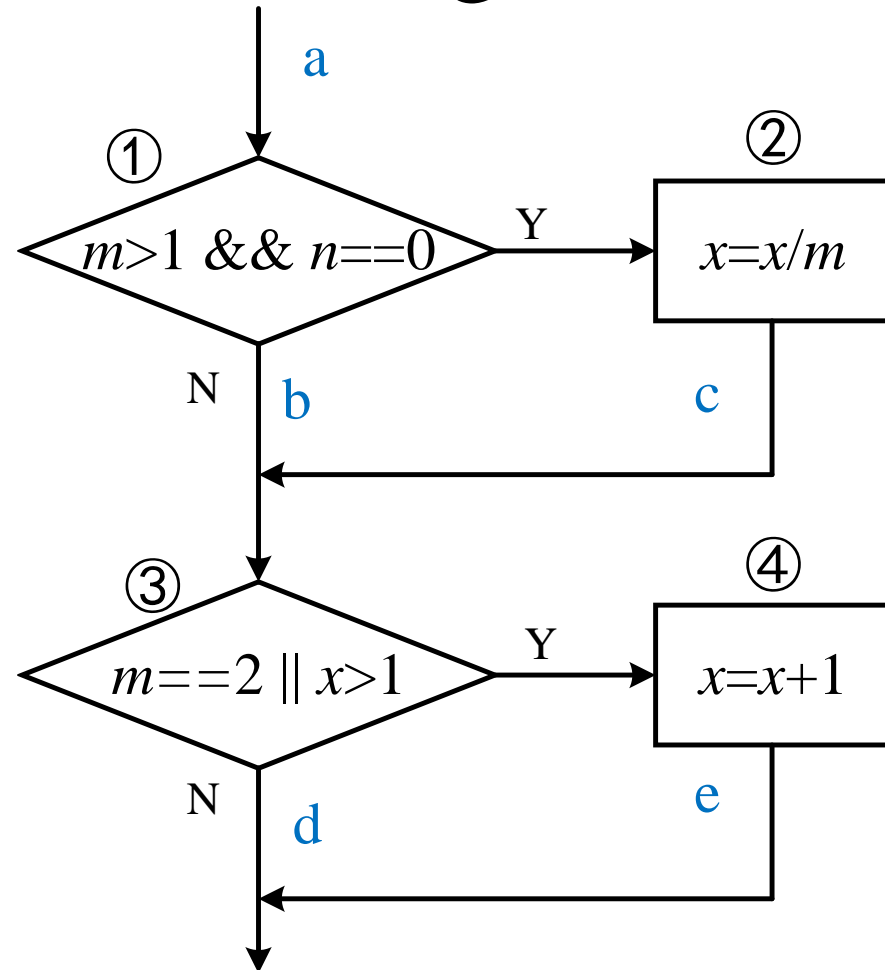 a
①
②
m>1 && n==0
Y
x=x/m
N
b
c
③
④
m==2 || x>1
Y
x=x+1
N
d
e